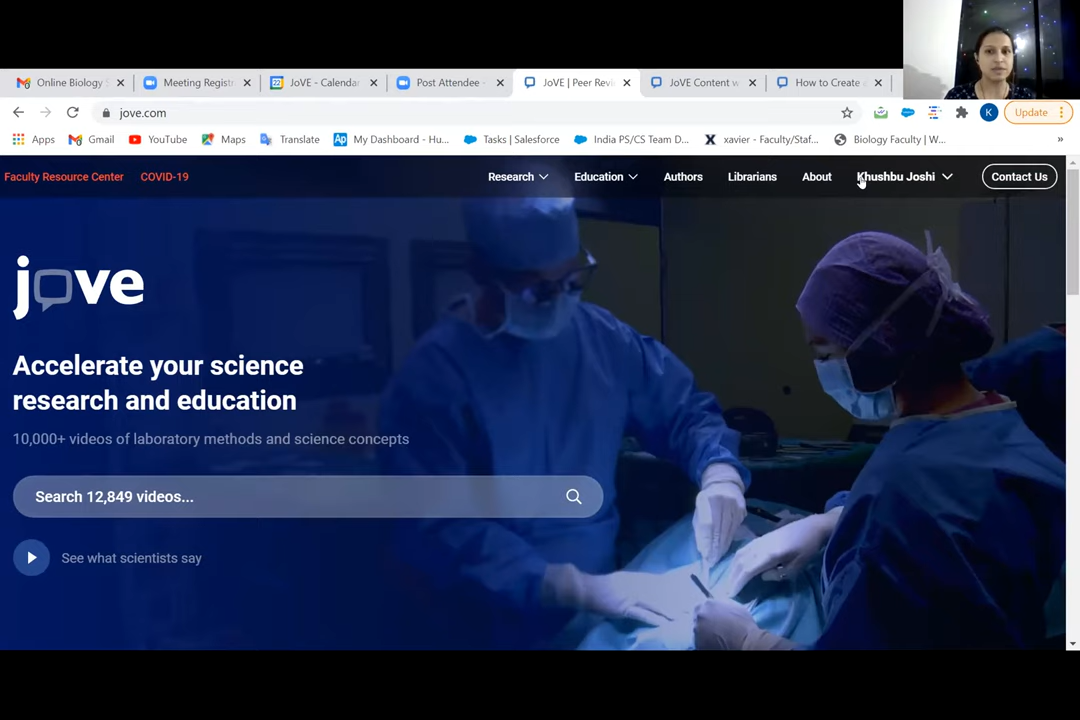 Online Biology
Meeting Registr
JoVE - Calendar
Post Attendee -
JoVE | Peer Revi
JoVE Content w
How to Create
jove.com
K
Update
Apps
Gmail
YouTube
Maps
Translate
Ap
My Dashboard - Hu...
Tasks | Salesforce
India PS/CS Team D...
X
xavier - Faculty/Staf...
Biology Faculty | W...
»
Faculty Resource Center
COVID-19
Research
Education
Authors
Librarians
About
Khushbu Joshi
Contact Us
jove
Accelerate your science
research and education
10,000+ videos of laboratory methods and science concepts
Search 12,849 videos...
See what scientists say